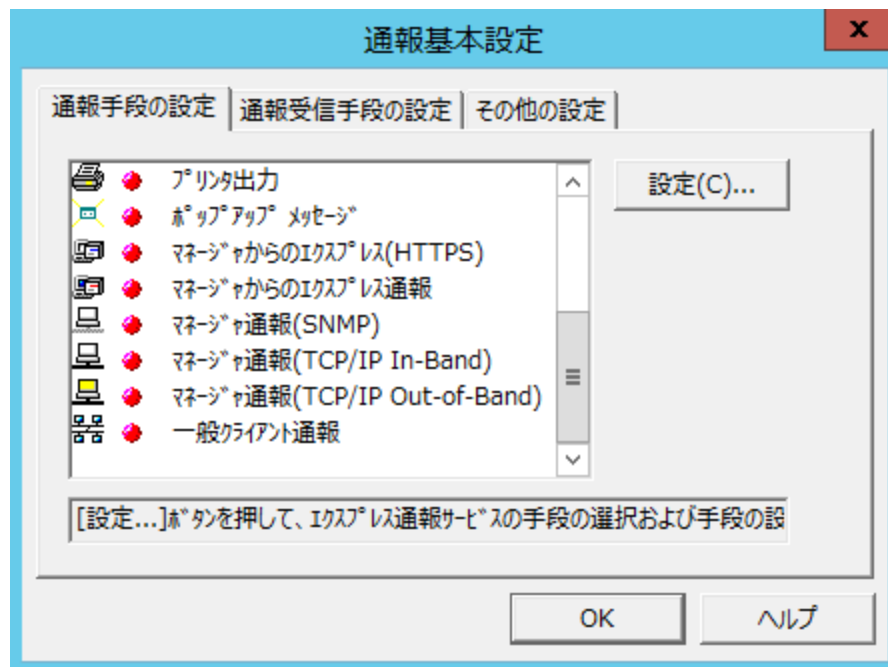 通報基本設定
x
通報手段の設定 通報受信手段の設定 その他の設定
ﾌﾟﾘﾝﾀ出力
設定(C)...
ﾎﾟｯﾌﾟｱｯﾌﾟ ﾒｯｾｰｼﾞ
ﾏﾈｰｼﾞｬからのｴｸｽﾌﾟﾚｽ(HTTPS)
ﾏﾈｰｼﾞｬからのｴｸｽﾌﾟﾚｽ通報
ﾏﾈｰｼﾞｬ通報(SNMP)
ﾏﾈｰｼﾞｬ通報(TCP/IP In-Band)
ﾏﾈｰｼﾞｬ通報(TCP/IP Out-of-Band)
一般ｸﾗｲｱﾝﾄ通報
[設定...]ﾎﾞﾀﾝを押して、ｴｸｽﾌﾟﾚｽ通報ｻｰﾋﾞｽの手段の選択および手段の設
OK ヘルプ